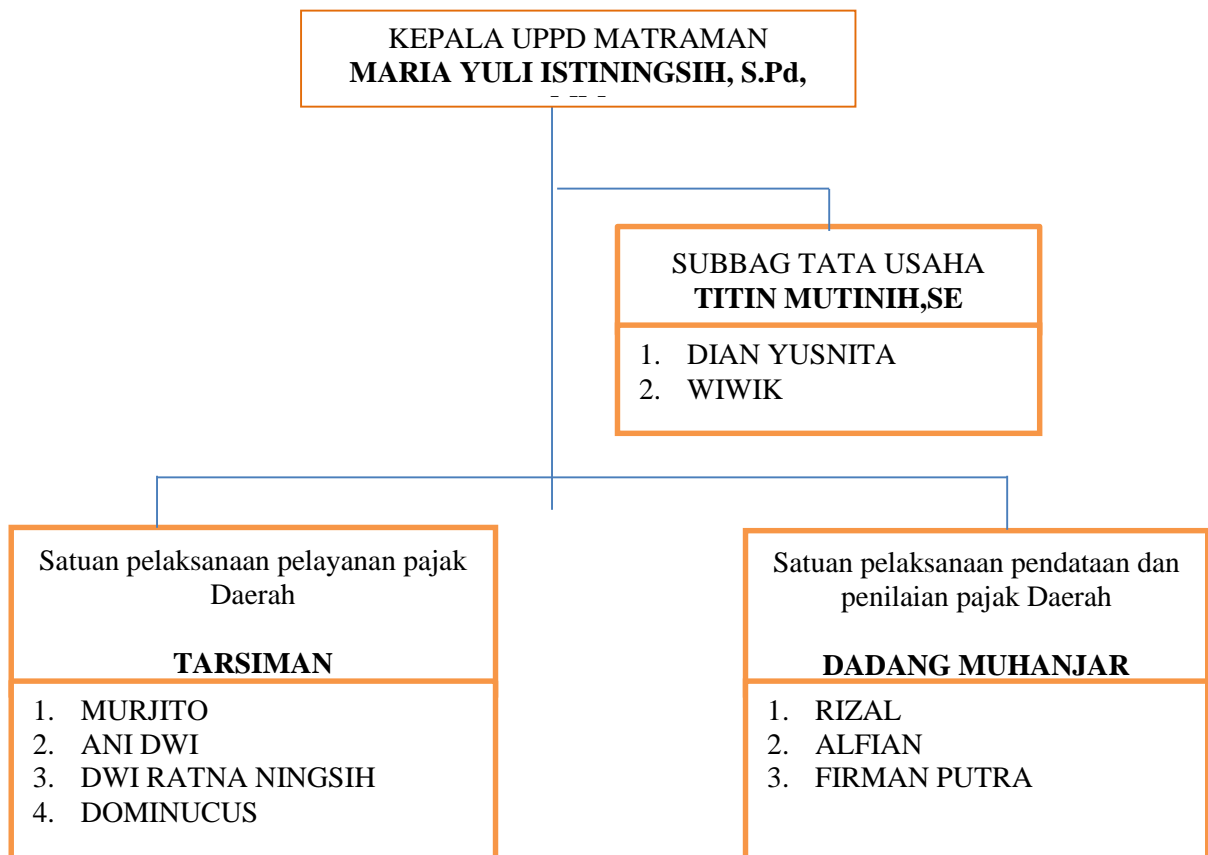 KEPALA UPPD MATRAMAN
MARIA YULI ISTININGSIH, S.Pd,
SUBBAG TATA USAHA
TITIN MUTINIH,SE
1. DIAN YUSNITA
2. WIWIK
Satuan pelaksanaan pelayanan pajak
Daerah
TARSIMAN
1. MURJITO
2. ANI DWI
3. DWI RATNA NINGSIH
4. DOMINUCUS
Satuan pelaksanaan pendataan dan
penilaian pajak Daerah
DADANG MUHANJAR
1. RIZAL
2. ALFIAN
3. FIRMAN PUTRA